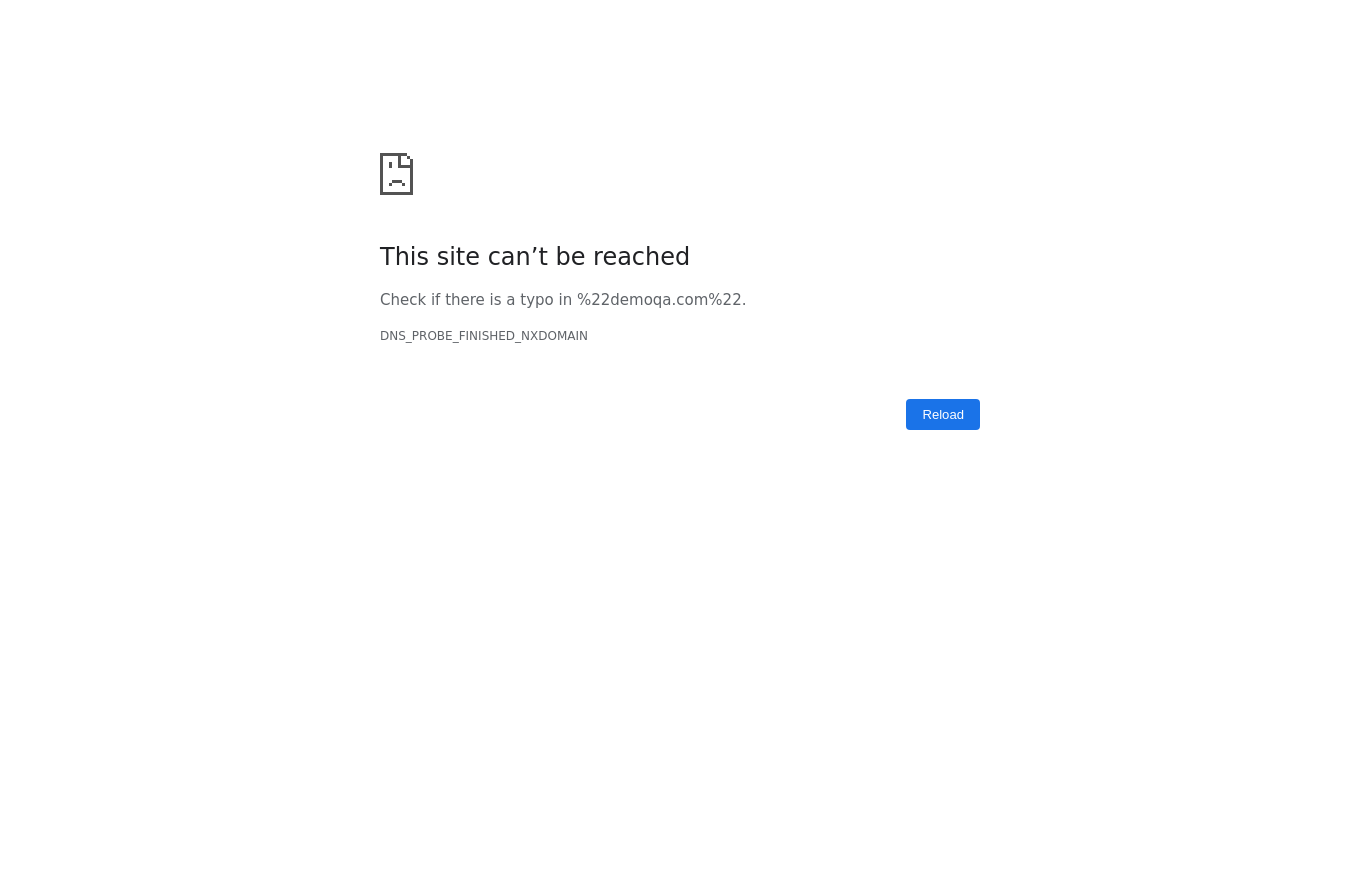 This site can’t be reached
Check if there is a typo in %22demoqa.com%22.
DNS_PROBE_FINISHED_NXDOMAIN
Reload